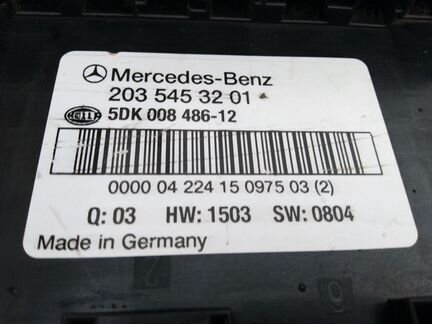 Mercedes-Benz
203 545 32 01
HELLA 5DK 008 486-12
0000 04 224 15 0975 03 (2)
Q: 03 HW: 1503 SW: 0804
Made in Germany